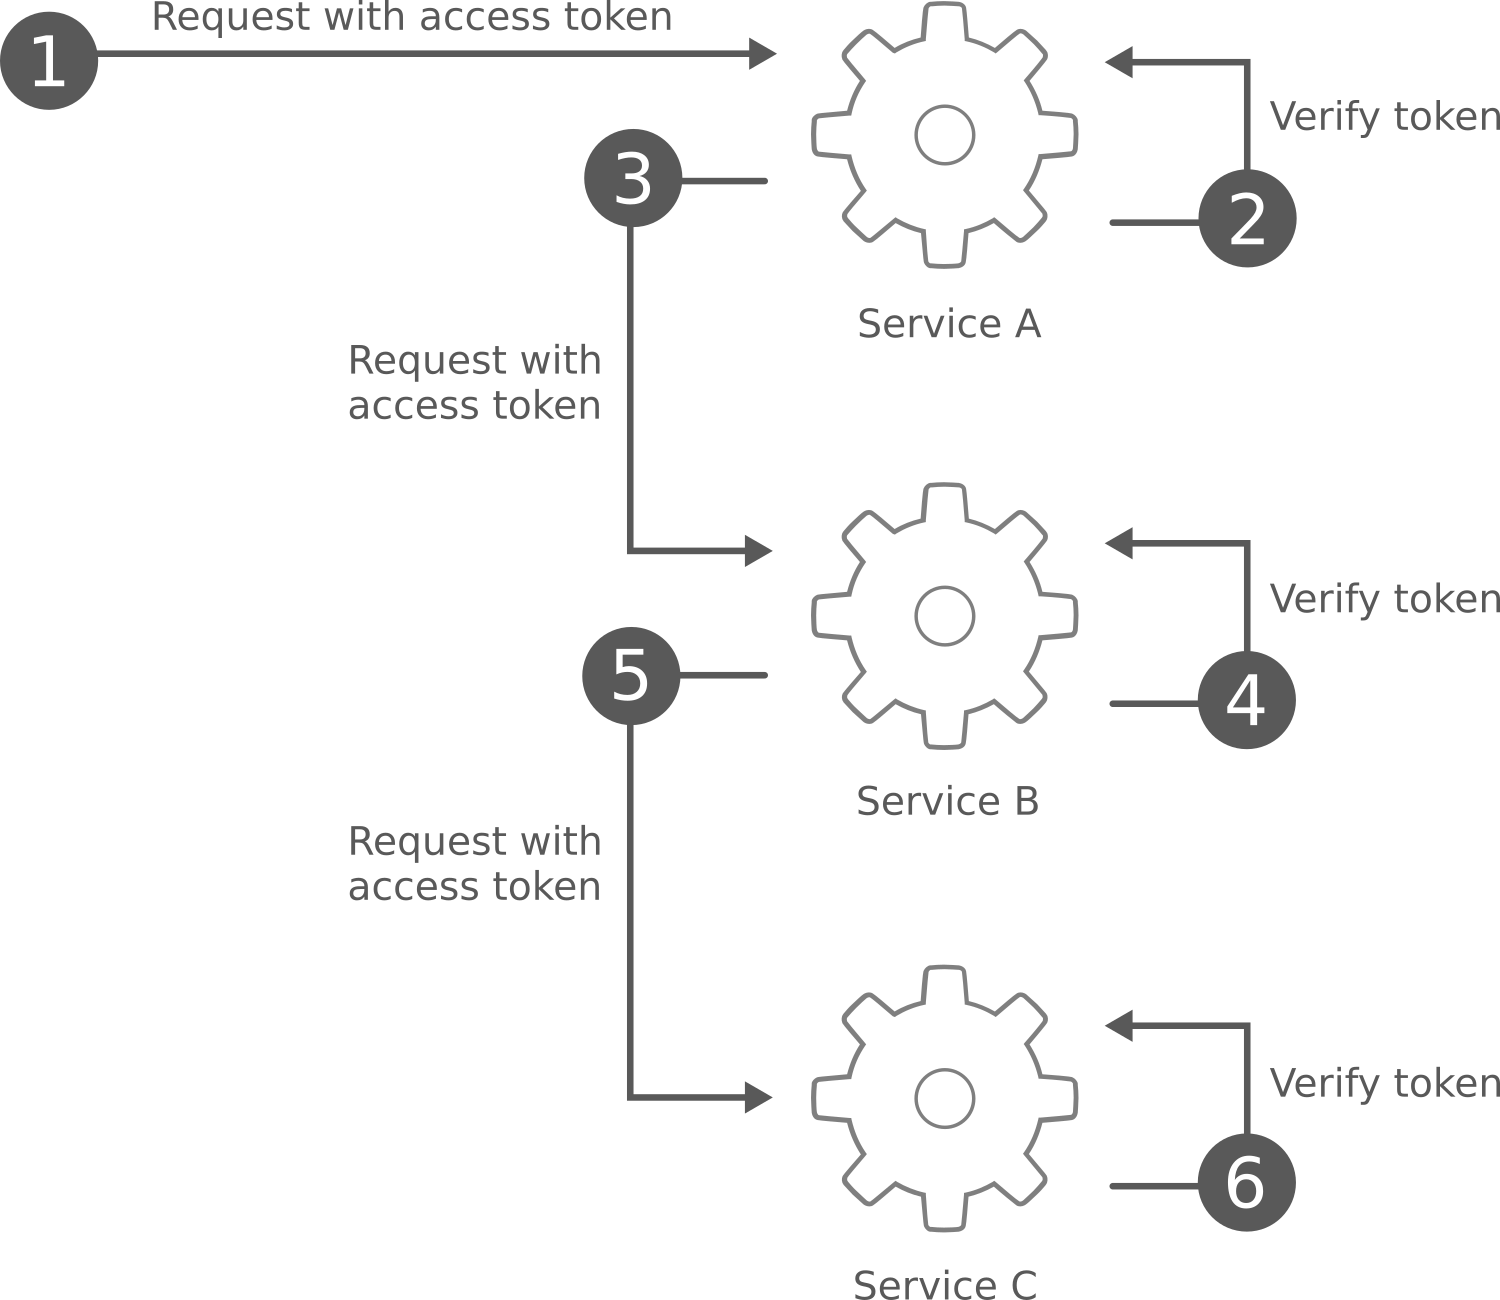 1
Request with access token
Verify token
2
3
Service A
Request with
access token
Verify token
4
5
Service B
Request with
access token
Verify token
6
Service C